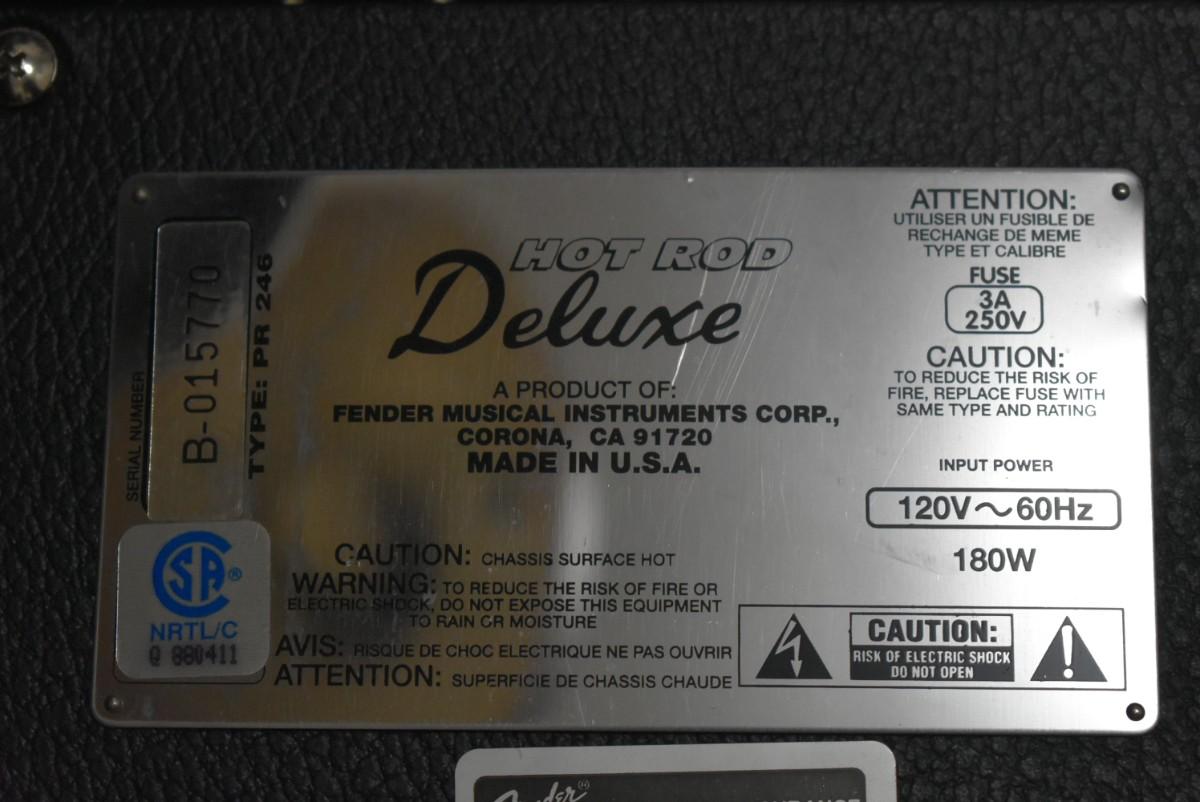 HOT ROD
Deluxe
A PRODUCT OF:
FENDER MUSICAL INSTRUMENTS CORP.,
CORONA, CA 91720
MADE IN U.S.A.
SERIAL NUMBER
B-015770
TYPE: PR 246
ATTENTION:
UTILISER UN FUSIBLE DE
RECHANGE DE MEME
TYPE ET CALIBRE
FUSE
3A
250V
CAUTION:
TO REDUCE THE RISK OF
FIRE, REPLACE FUSE WITH
SAME TYPE AND RATING
INPUT POWER
120V～60Hz
180W
SA®
NRTL/C
Q 880411
CAUTION: CHASSIS SURFACE HOT
WARNING: TO REDUCE THE RISK OF FIRE OR
ELECTRIC SHOCK, DO NOT EXPOSE THIS EQUIPMENT
TO RAIN OR MOISTURE
AVIS: RISQUE DE CHOC ELECTRIQUE NE PAS OUVRIR
ATTENTION: SUPERFICIE DE CHASSIS CHAUDE
CAUTION:
RISK OF ELECTRIC SHOCK
DO NOT OPEN
Fender®